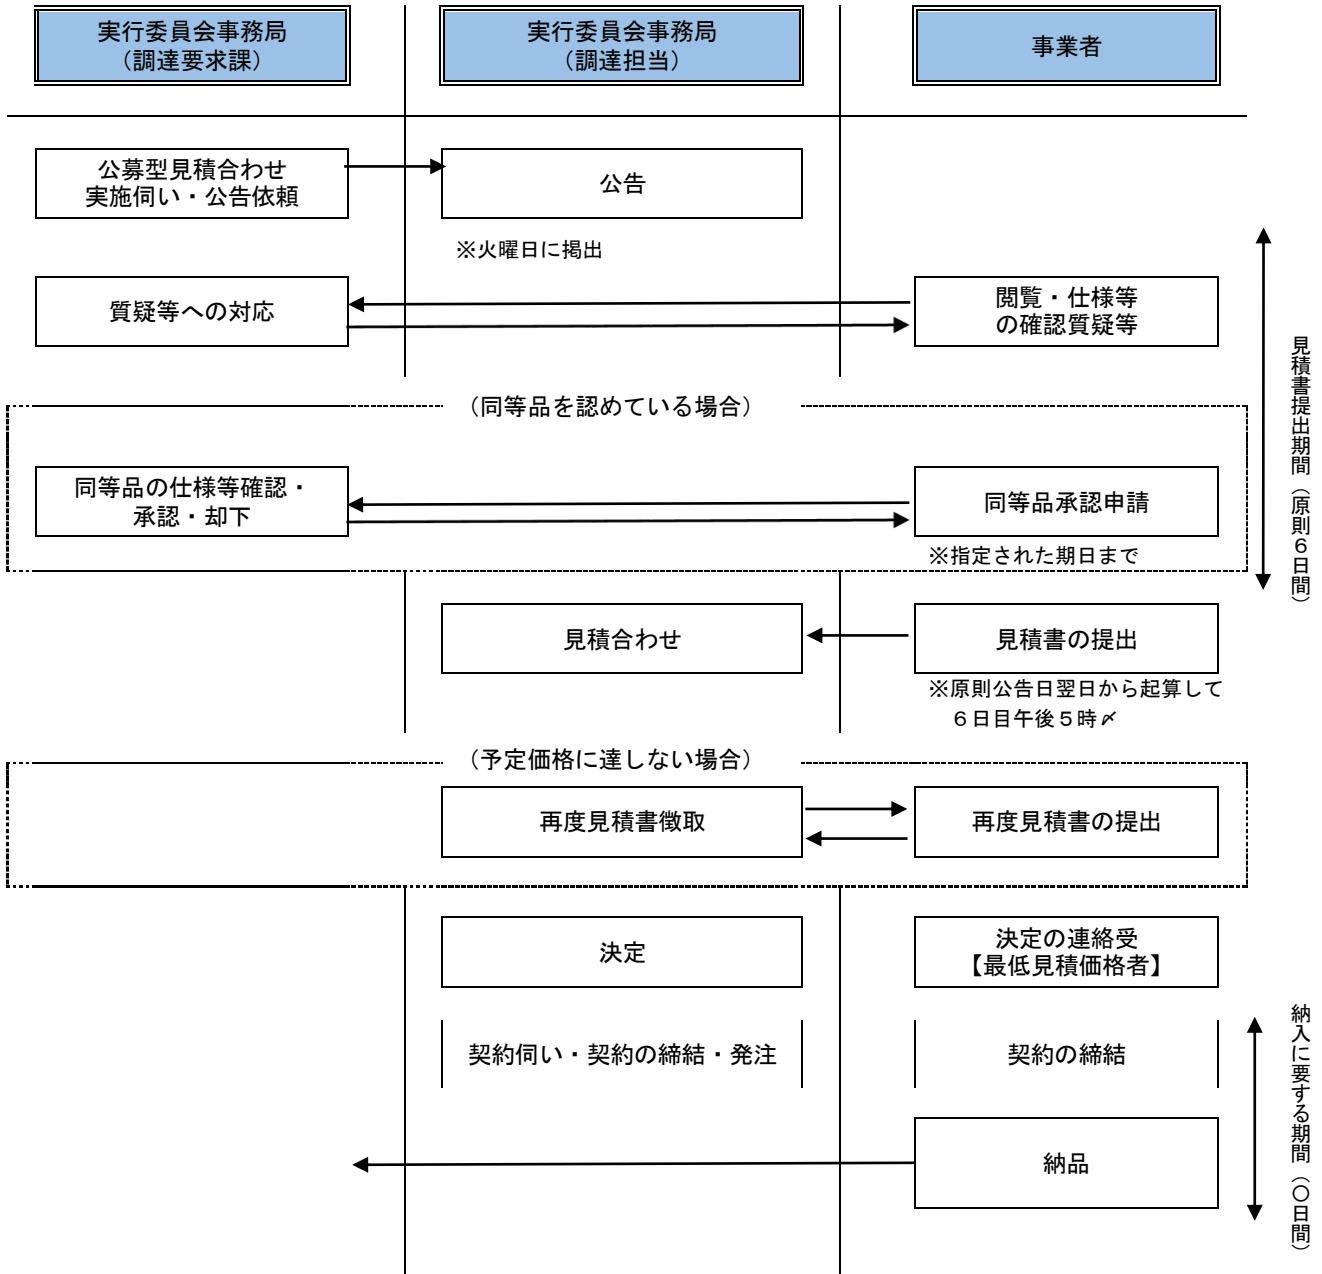 実行委員会事務局
（調達要求課）
実行委員会事務局
（調達担当）
事業者
公募型見積合わせ
実施伺い・公告依頼
公告
※火曜日に掲出
質疑等への対応
閲覧・仕様等
の確認質疑等
見積書提出期間（原則６日間）
（同等品を認めている場合）
同等品の仕様等確認・
承認・却下
同等品承認申請
※指定された期日まで
見積合わせ
見積書の提出
※原則公告日翌日から起算して
６日目午後５時〆
（予定価格に達しない場合）
再度見積書徴取
再度見積書の提出
決定
決定の連絡受
【最低見積価格者】
契約伺い・契約の締結・発注
契約の締結
納入に要する期間（〇日間）
納品